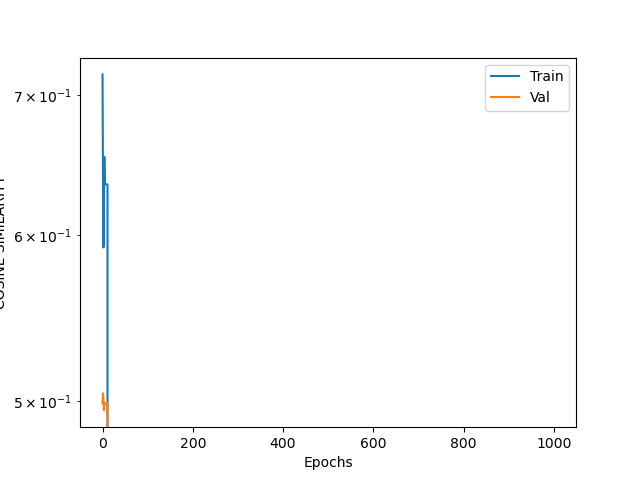 Train
Val
7 × 10⁻¹
6 × 10⁻¹
5 × 10⁻¹
COSINE SIMILARITY
0 200 400 600 800 1000
Epochs